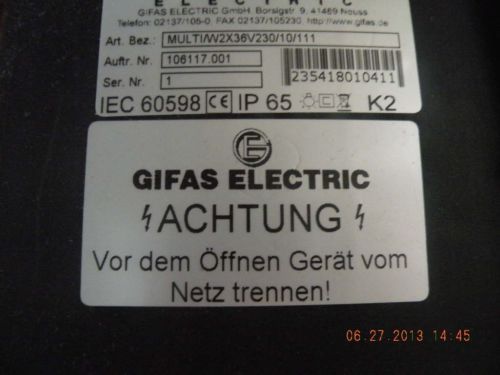 ELECTRIC
GIFAS ELECTRIC GmbH, Borsigstr. 9, 41469 Neuss
Telefon: 02137/105-0, FAX 02137/105230 http://www.gifas.de
Art. Bez.: MULTI/W2X36V230/10/111
Auftr. Nr. 106117.001
Ser. Nr. 1
235418010411
IEC 60598 CE IP 65 K2
GIFAS ELECTRIC
ACHTUNG
Vor dem Öffnen Gerät vom
Netz trennen!
06.27.2013 14:45